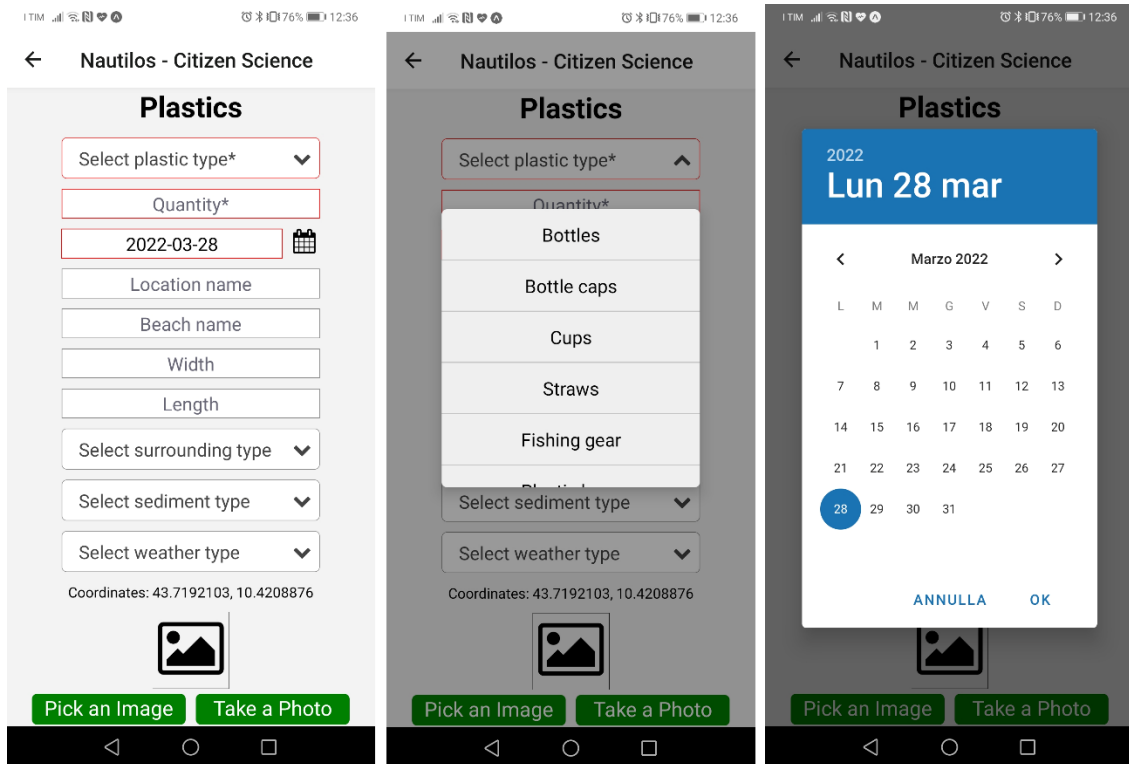 I TIM 76% 12:36
Nautilos - Citizen Science
Plastics
Select plastic type*
Quantity*
2022-03-28
Location name
Beach name
Width
Length
Select surrounding type
Select sediment type
Select weather type
Coordinates: 43.7192103, 10.4208876
Pick an Image Take a Photo
I TIM 76% 12:36
Nautilos - Citizen Science
Plastics
Select plastic type*
Quantity*
Bottles
Bottle caps
Cups
Straws
Fishing gear
Select sediment type
Select weather type
Coordinates: 43.7192103, 10.4208876
Pick an Image Take a Photo
I TIM 76% 12:36
Nautilos - Citizen Science
Plastics
2022
Lun 28 mar
Marzo 2022
L M M G V S D
1 2 3 4 5 6
7 8 9 10 11 12 13
14 15 16 17 18 19 20
21 22 23 24 25 26 27
28 29 30 31
ANNULLA OK
Pick an Image Take a Photo